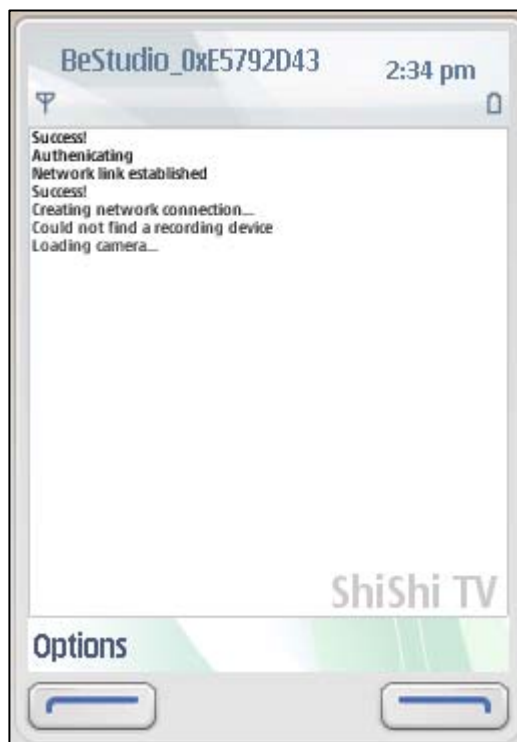 BeStudio_0xE5792D43
2:34 pm
Success!
Authenicating
Network link established
Success!
Creating network connection...
Could not find a recording device
Loading camera...
ShiShi TV
Options